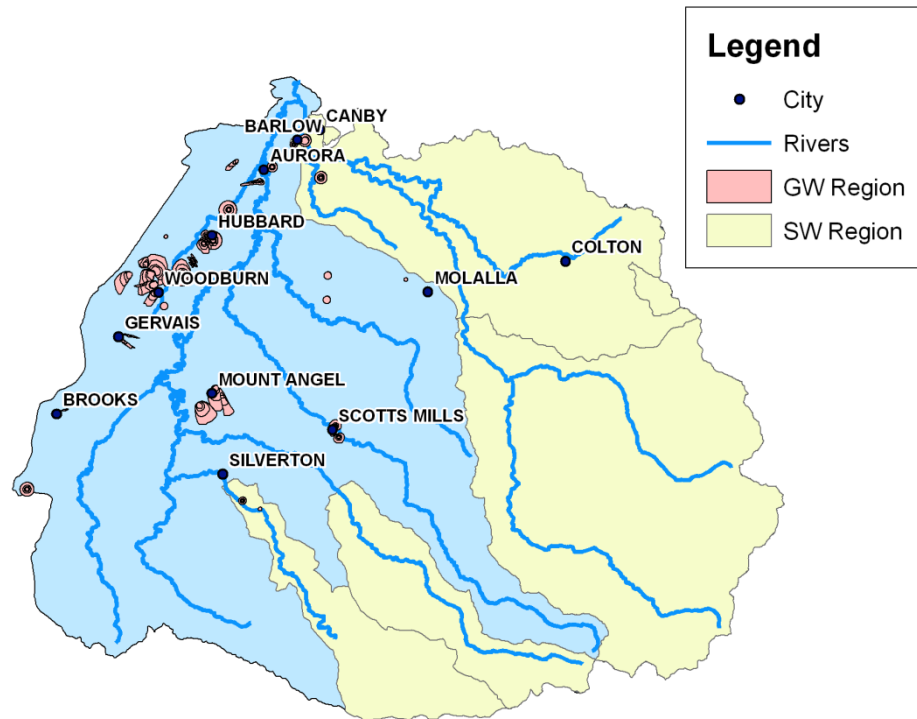 Legend
City
Rivers
GW Region
SW Region
CANBY
BARLOW
AURORA
HUBBARD
COLTON
WOODBURN
MOLALLA
GERVAIS
MOUNT ANGEL
BROOKS
SCOTTS MILLS
SILVERTON